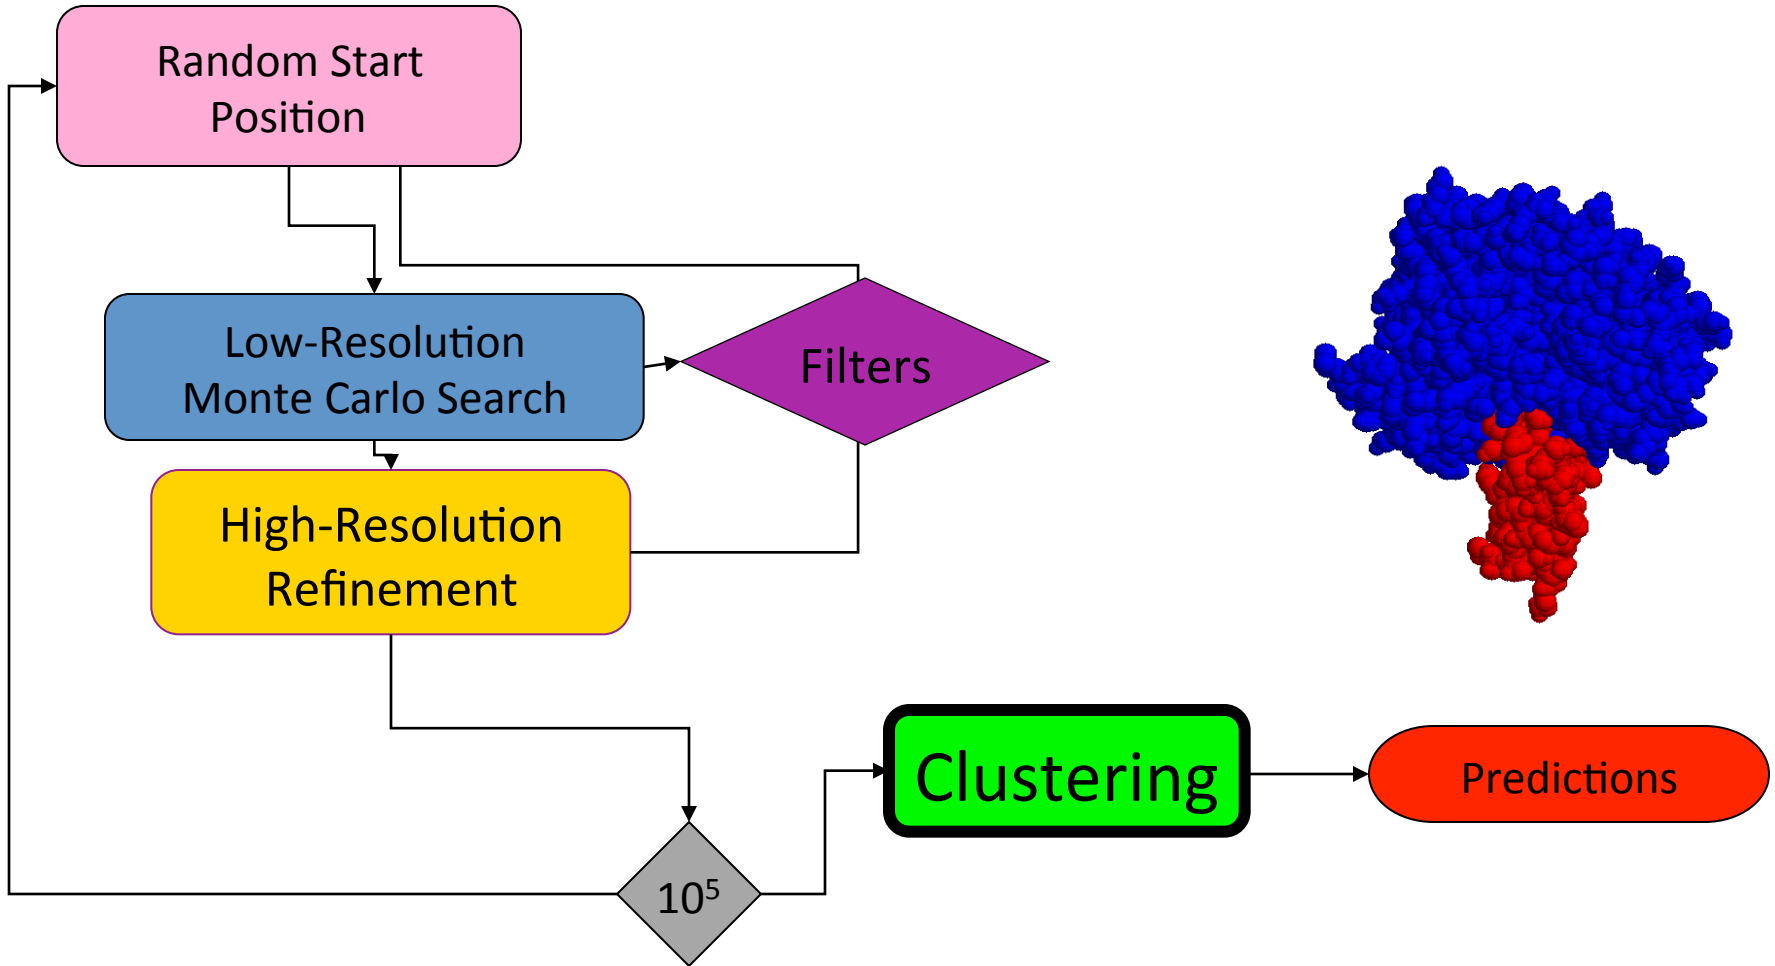 Random Start
Position
Low-Resolution
Monte Carlo Search
Filters
High-Resolution
Refinement
Clustering
Predictions
10⁵